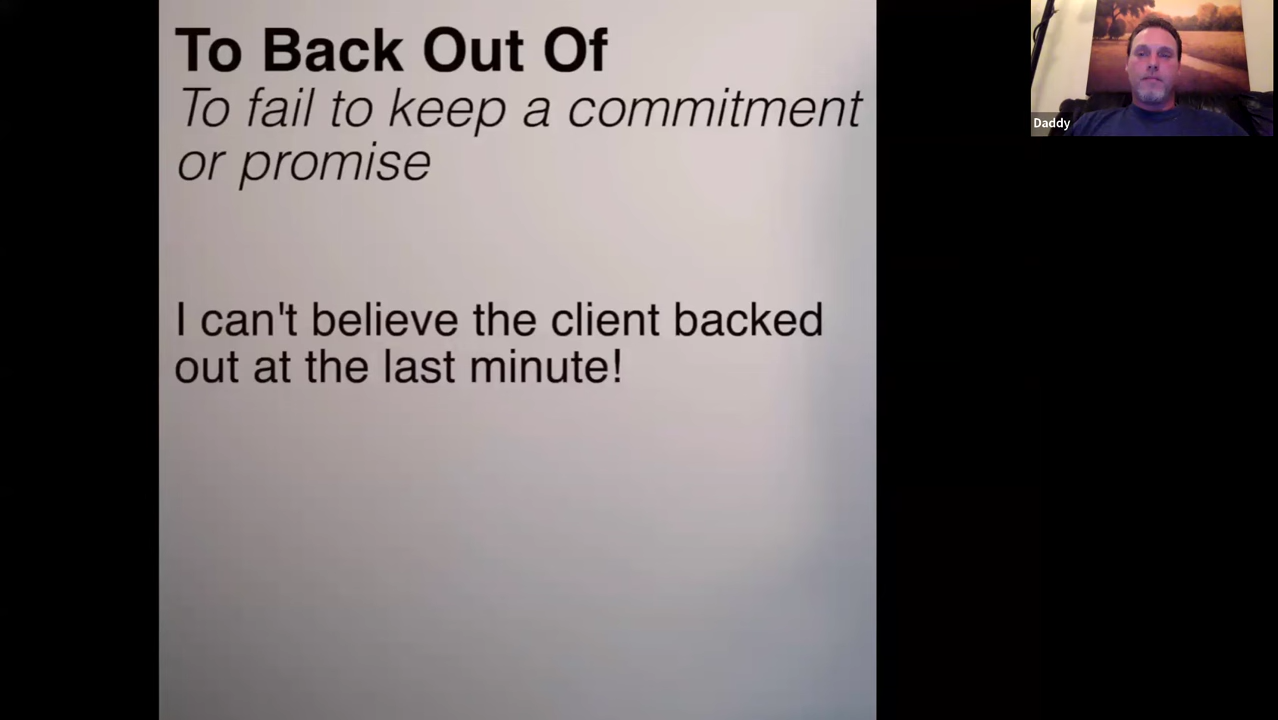 To Back Out Of
To fail to keep a commitment
or promise
I can't believe the client backed
out at the last minute!
Daddy